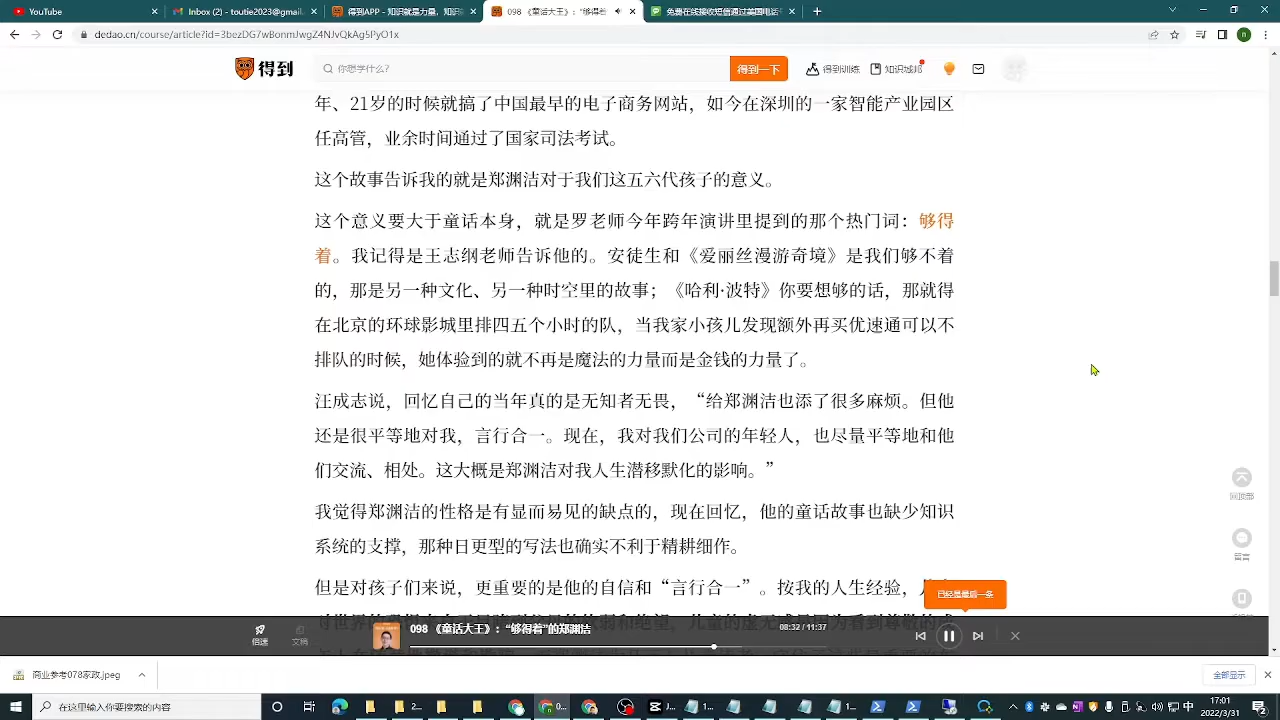 YouTube
Inbox (2) - toutie2023@gmail.
得到APP - 知识就是力量，知识
098 《童话大王》：“够得着
免费在线接收短信通过美国电话
dedao.cn/course/article?id=3bezDG7wBonmJwgZ4NJvQkAg5PyO1x
得到
你想学什么?
得到一下
得到训练
知识城邦
年、21岁的时候就搞了中国最早的电子商务网站，如今在深圳的一家智能产业园区
任高管，业余时间通过了国家司法考试。
这个故事告诉我的就是郑渊洁对于我们这五六代孩子的意义。
这个意义要大于童话本身，就是罗老师今年跨年演讲里提到的那个热门词：够得
着。我记得是王志纲老师告诉他的。安徒生和《爱丽丝漫游奇境》是我们够不着
的，那是另一种文化、另一种时空里的故事；《哈利·波特》你要想够的话，那就得
在北京的环球影城里排四五个小时的队，当我家小孩儿发现额外再买优速通可以不
排队的时候，她体验到的就不再是魔法的力量而是金钱的力量了。
汪成志说，回忆自己的当年真的是无知者无畏，“给郑渊洁也添了很多麻烦。但他
还是很平等地对我，言行合一。现在，我对我们公司的年轻人，也尽量平等地和他
们交流、相处。这大概是郑渊洁对我人生潜移默化的影响。”
我觉得郑渊洁的性格是有显而易见的缺点的，现在回忆，他的童话故事也缺少知识
系统的支撑，那种日更型的写法也确实不利于精耕细作。
但是对孩子们来说，更重要的是他的自信和“言行合一”。按我的人生经验，
已经是最后一条
回顶部
留言
倍速
文稿
098 《童话大王》：“够得着”的郑渊洁
08:32 / 11:37
商业参考078家政.jpeg
全部显示
在这里输入你要搜索的内容
中
17:01
2022/3/31